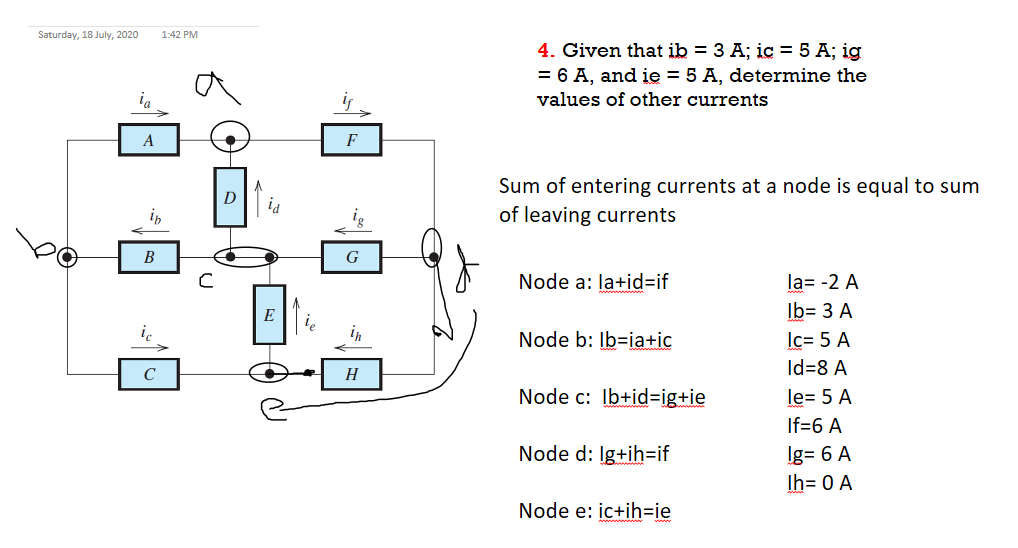 Saturday, 18 July, 2020 1:42 PM
4. Given that ib = 3 A; ic = 5 A; ig
= 6 A, and ie = 5 A, determine the
values of other currents
a
ia
if
A
F
D
id
ib
ig
b
B
G
c
d
E
ie
ic
ih
C
H
e
Sum of entering currents at a node is equal to sum
of leaving currents
Node a: Ia+id=if
Node b: Ib=ia+ic
Node c: Ib+id=ig+ie
Node d: Ig+ih=if
Node e: ic+ih=ie
Ia= -2 A
Ib= 3 A
Ic= 5 A
Id=8 A
Ie= 5 A
If=6 A
Ig= 6 A
Ih= 0 A